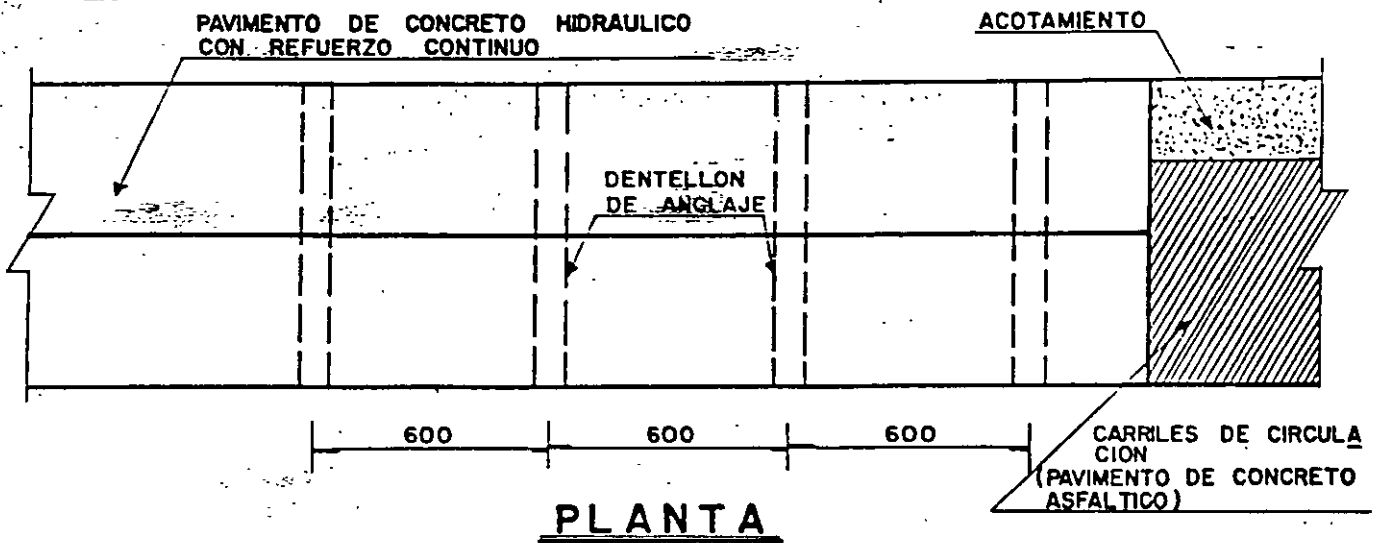 PAVIMENTO DE CONCRETO HIDRAULICO
CON REFUERZO CONTINUO
ACOTAMIENTO
DENTELLON
DE ANGLAJE
600
600
600
CARRILES DE CIRCULA
CION
(PAVIMENTO DE CONCRETO
ASFALTICO)
PLANTA